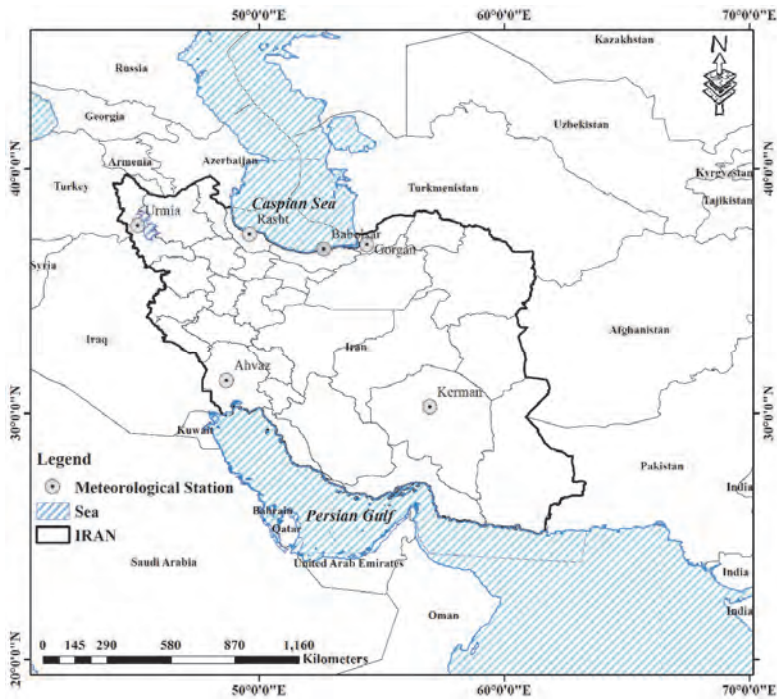 50°0'0"E 60°0'0"E 70°0'0"E
Kazakhstan
N
Russia
Georgia
Uzbekistan
Armenia
Azerbaijan
40°0'0"N
40°0'0"N
Kyrgyzstan
Turkey
Turkmenistan
Tajikistan
Caspian Sea
Urmia
Rasht
Babolsar
Gorgan
Syria
Afghanistan
Iraq
Iran
Ahvaz
Kerman
30°0'0"N
30°0'0"N
Kuwait
Legend
Pakistan
Meteorological Station
India
Sea
Bahrain
Persian Gulf
IRAN
Qatar
Saudi Arabia
United Arab Emirates
India
Oman
India
0 145 290 580 870 1,160
Kilometers
20°0'0"N
20°0'0"N
50°0'0"E 60°0'0"E 70°0'0"E